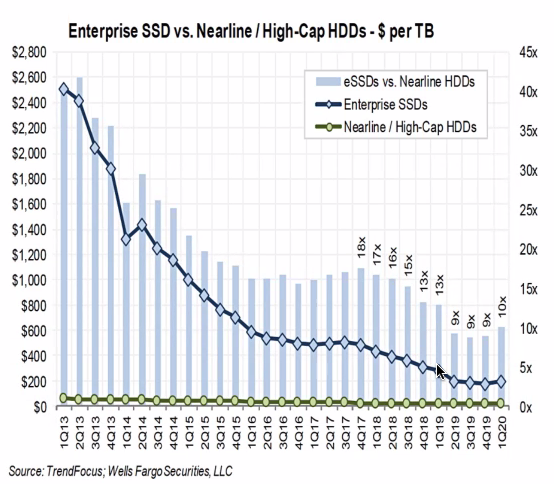 Enterprise SSD vs. Nearline / High-Cap HDDs - $ per TB
$2,800
$2,600
$2,400
$2,200
$2,000
$1,800
$1,600
$1,400
$1,200
$1,000
$800
$600
$400
$200
$0
45x
40x
35x
30x
25x
20x
15x
10x
5x
0x
eSSDs vs. Nearline HDDs
Enterprise SSDs
Nearline / High-Cap HDDs
18x
17x
16x
15x
13x
13x
9x
9x
9x
10x
1Q13
2Q13
3Q13
4Q13
1Q14
2Q14
3Q14
4Q14
1Q15
2Q15
3Q15
4Q15
1Q16
2Q16
3Q16
4Q16
1Q17
2Q17
3Q17
4Q17
1Q18
2Q18
3Q18
4Q18
1Q19
2Q19
3Q19
4Q19
1Q20
Source: TrendFocus; Wells Fargo Securities, LLC